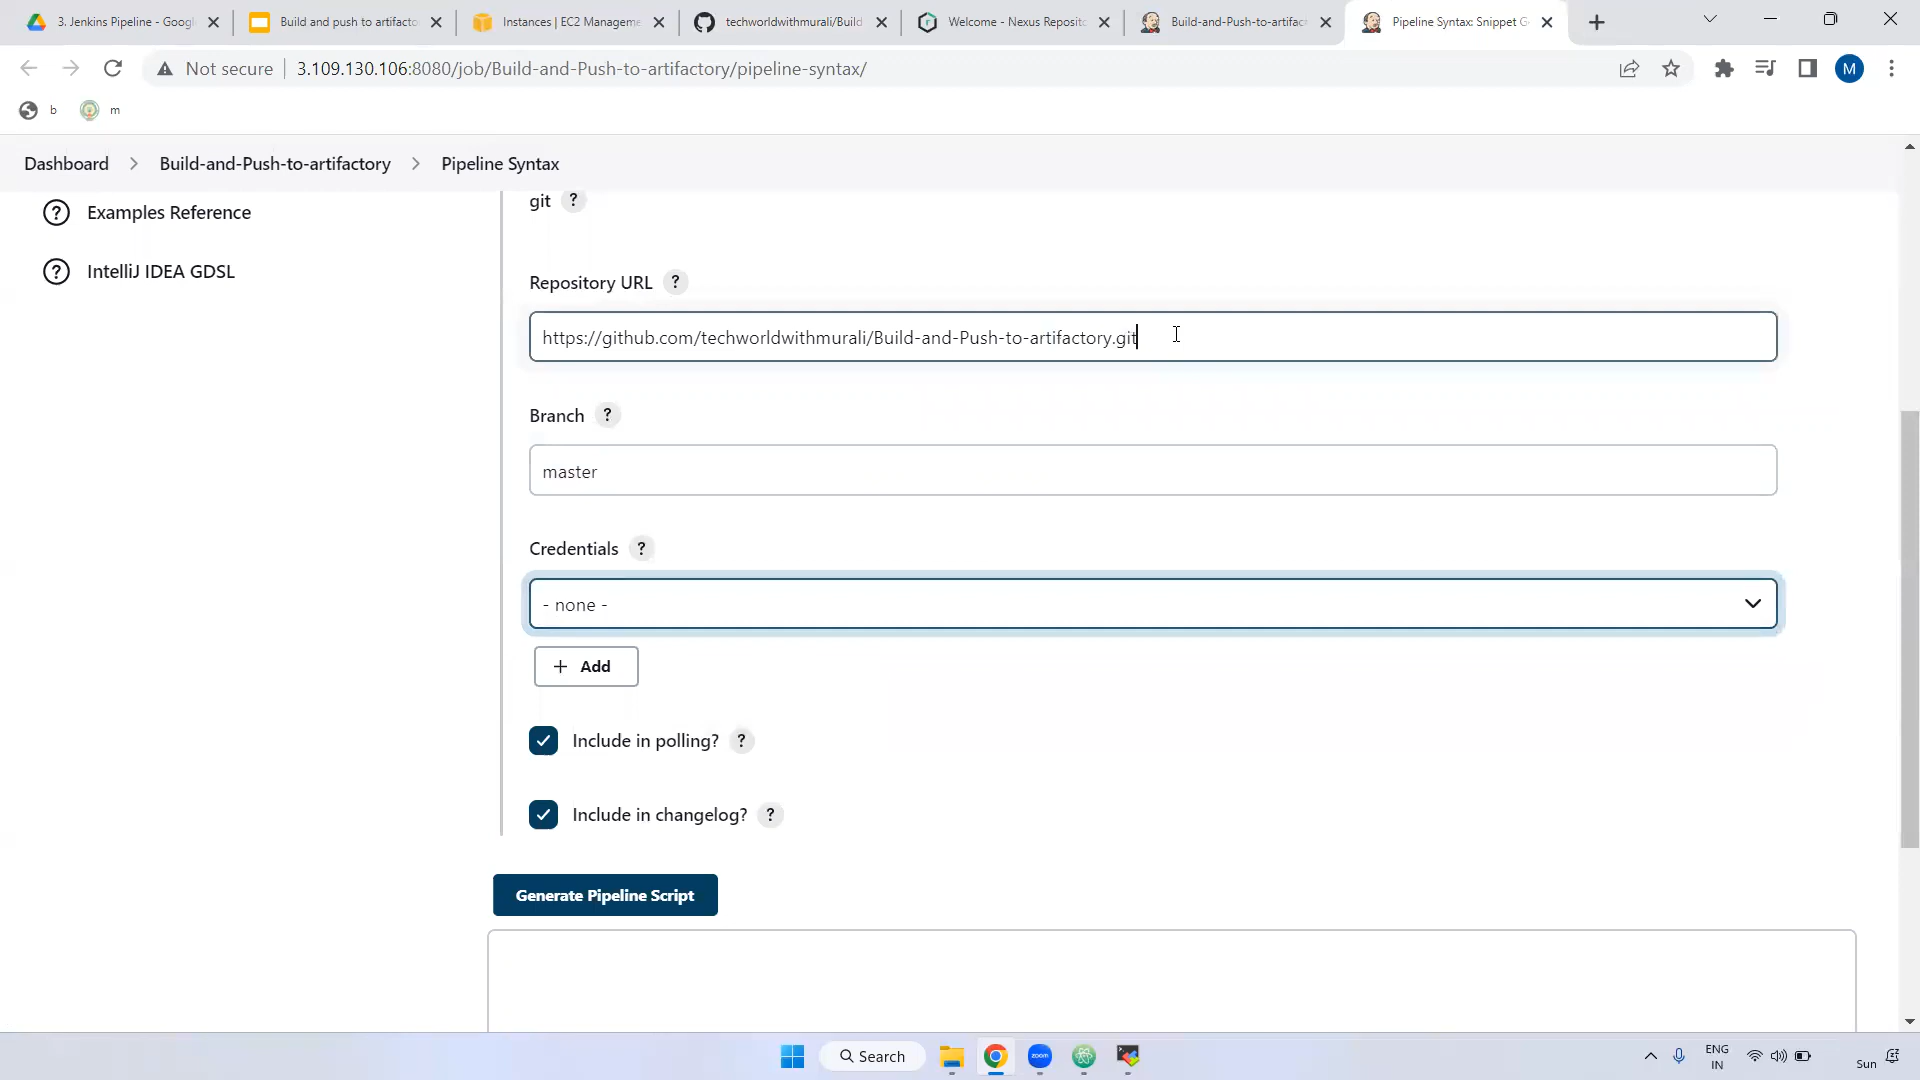 3. Jenkins Pipeline - Googl
Build and push to artifacto
Instances | EC2 Manageme
techworldwithmurali/Build
Welcome - Nexus Reposito
Build-and-Push-to-artifac
Pipeline Syntax: Snippet G
Not secure
3.109.130.106:8080/job/Build-and-Push-to-artifactory/pipeline-syntax/
M
b
m
Dashboard > Build-and-Push-to-artifactory > Pipeline Syntax
? Examples Reference
? IntelliJ IDEA GDSL
git ?
Repository URL ?
https://github.com/techworldwithmurali/Build-and-Push-to-artifactory.git
Branch ?
master
Credentials ?
- none -
+ Add
Include in polling? ?
Include in changelog? ?
Generate Pipeline Script
Search
zoom
ENG
IN
Sun